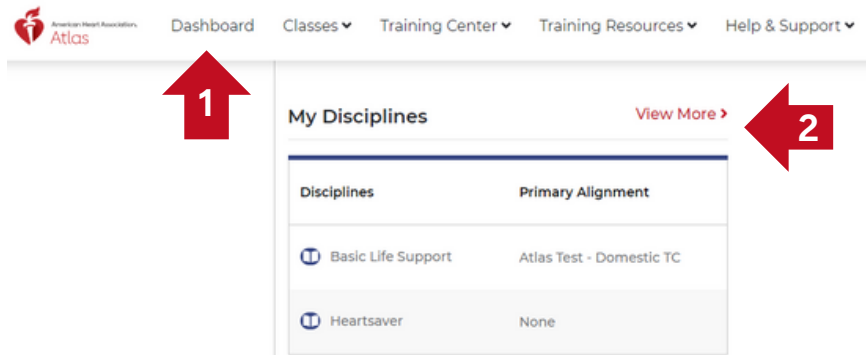 American Heart Association.
Atlas
Dashboard Classes Training Center Training Resources Help & Support
1
My Disciplines View More
2
Disciplines Primary Alignment
Basic Life Support Atlas Test - Domestic TC
Heartsaver None